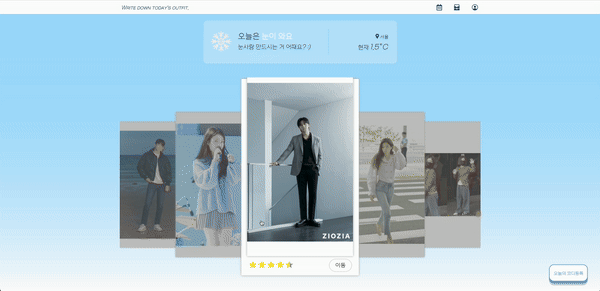 Write down today's outfit.
오늘은 눈이 와요
눈사람 만드시는 거 어때요? :)
서울
현재 1.5°C
ZIOZIA
이동
오늘의 코디등록